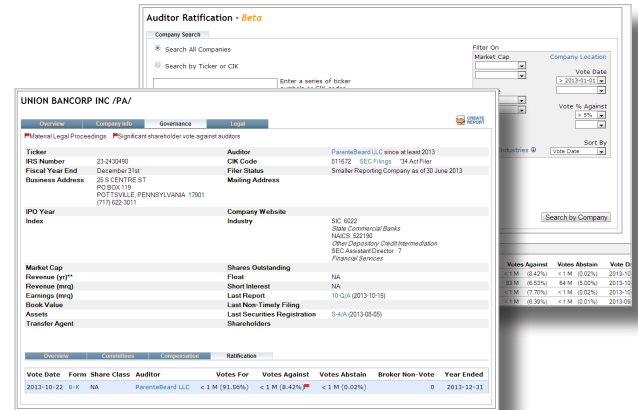 Auditor Ratification - Beta
Company Search
Search All Companies
Search by Ticker or CIK
Enter a series of ticker
Filter On
Market Cap
Company Location
Vote Date
> 2013-01-01
Vote % Against
> 5%
Industries
Sort By
Vote Date
Search by Company
Votes Against Votes Abstain Vote Da
< 1 M (8.42%) < 1 M (0.02%) 2013-10
83 M (6.53%) 64 M (5.00%) 2013-10
< 1 M (7.70%) < 1 M (0.02%) 2013-10
< 1 M (6.39%) < 1 M (0.01%) 2013-09
UNION BANCORP INC /PA/
Overview Company Info Governance Legal
CREATE REPORT
Material Legal Proceedings Significant shareholder vote against auditors
Ticker Auditor ParenteBeard LLC since at least 2013
IRS Number 23-2430490 CIK Code 811672 SEC Filings '34 Act Filer
Fiscal Year End December 31st Filer Status Smaller Reporting Company as of 30 June 2013
Business Address 25 S CENTRE ST Mailing Address
PO BOX 119
POTTSVILLE, PENNSYLVANIA 17901
(717) 622-3011
IPO Year Company Website
Index Industry SIC: 6022
State Commercial Banks
NAICS: 522190
Other Depository Credit Intermediation
SEC Assistant Director : 7
Financial Services
Market Cap Shares Outstanding
Revenue (yr)** Float NA
Revenue (mrq) Short Interest NA
Earnings (mrq) Last Report 10-Q/A (2013-10-15)
Book Value Last Non-Timely Filing
Assets Last Securities Registration S-4/A (2013-08-05)
Transfer Agent Shareholders
Overview Committees Compensation Ratification
Vote Date Form Share Class Auditor Votes For Votes Against Votes Abstain Broker Non-Vote Year Ended
2013-10-22 8-K NA ParenteBeard LLC < 1 M (91.56%) < 1 M (8.42%) < 1 M (0.02%) 0 2013-12-31